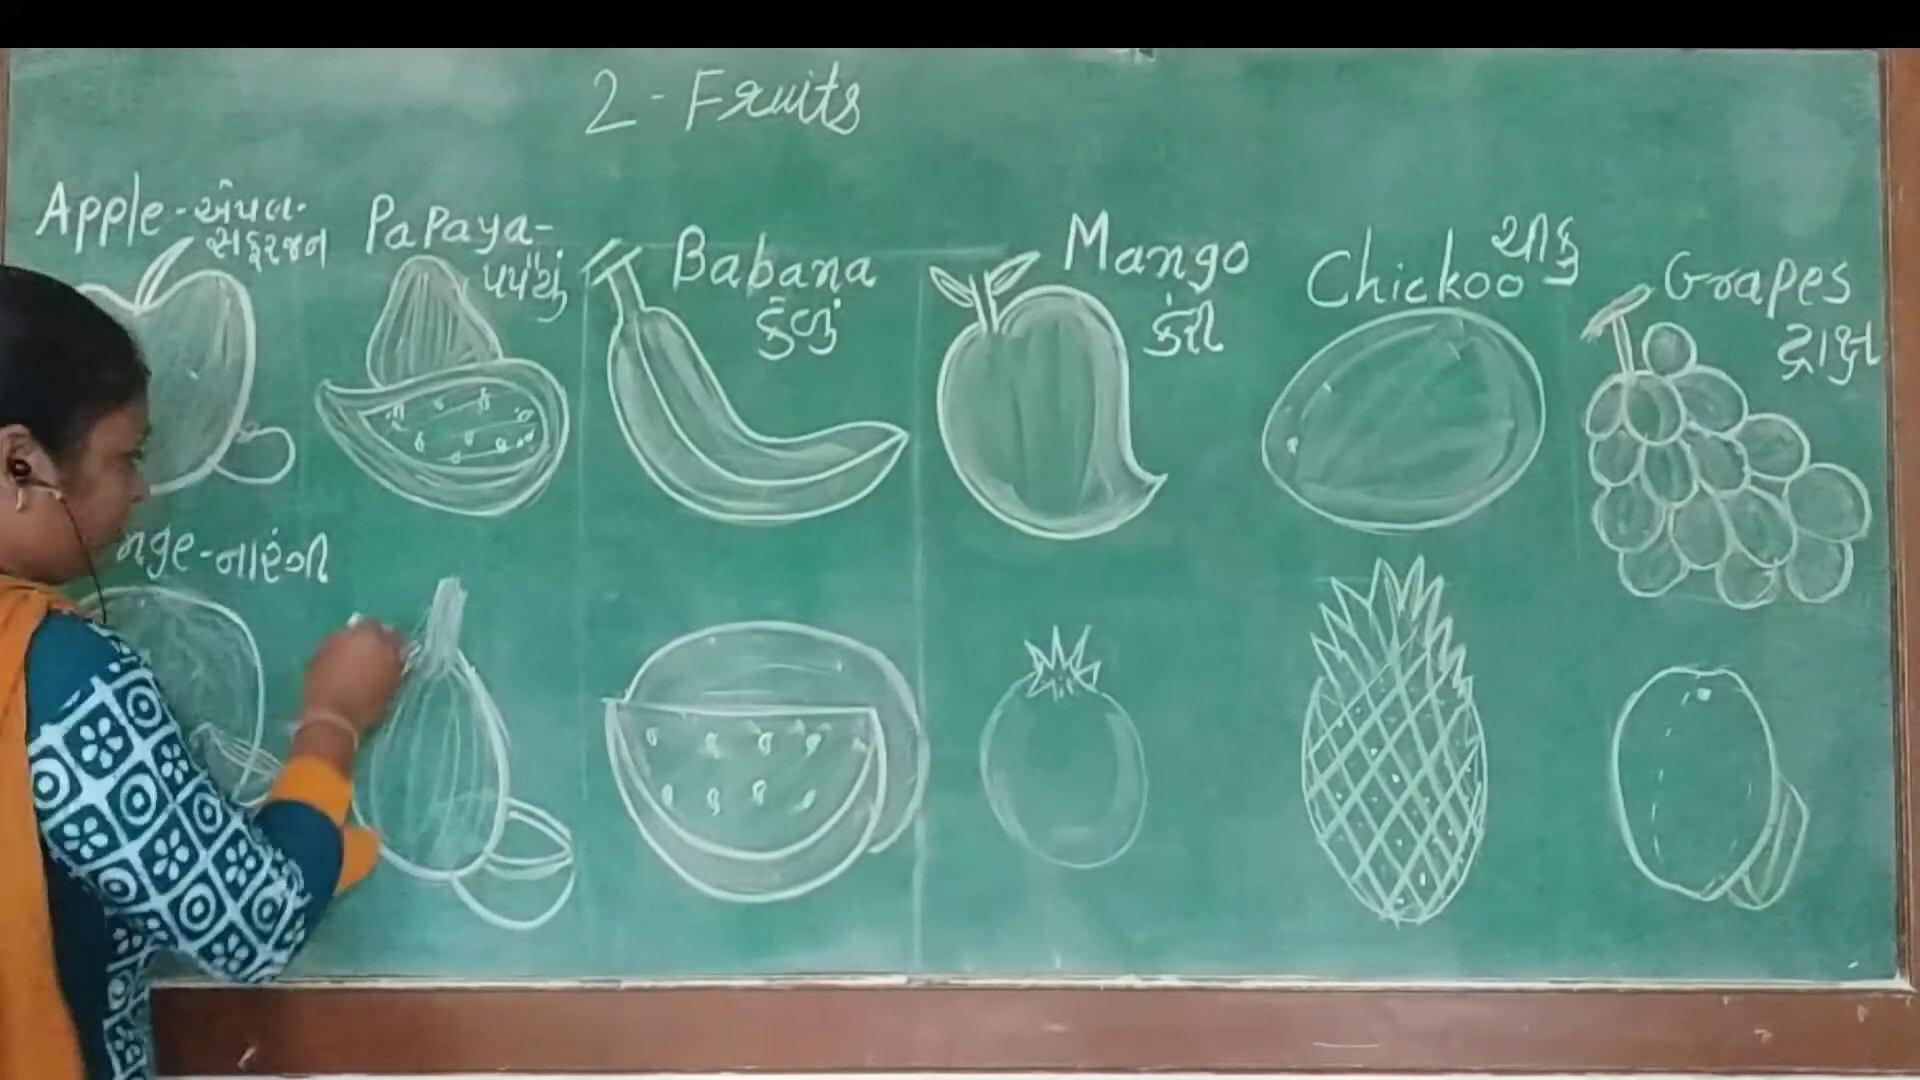 2 - Fruits
Apple - એપલ-
સફરજન
PaPaya -
પપૈયું
Babana
કેળું
Mango
કેરી
Chickoo ચીકુ
Grapes
દ્રાક્ષ
nge - નારંગી